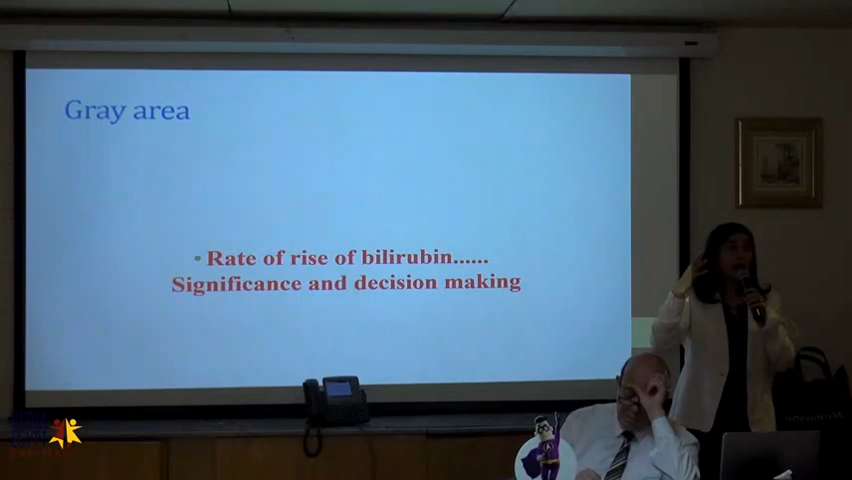 Gray area
• Rate of rise of bilirubin......
Significance and decision making